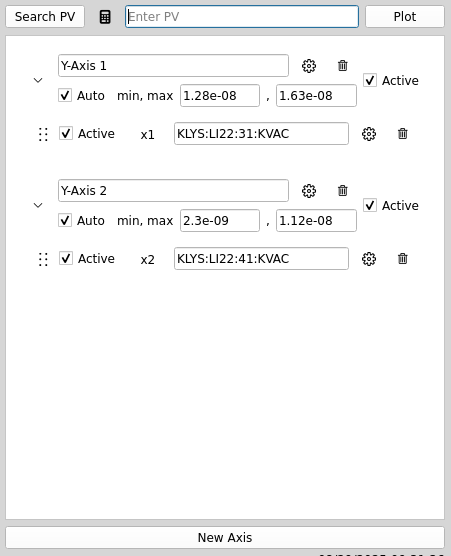 Search PV Enter PV Plot
Y-Axis 1
Active
Auto min, max 1.28e-08 , 1.63e-08
Active x1 KLYS:LI22:31:KVAC
Y-Axis 2
Active
Auto min, max 2.3e-09 , 1.12e-08
Active x2 KLYS:LI22:41:KVAC
New Axis